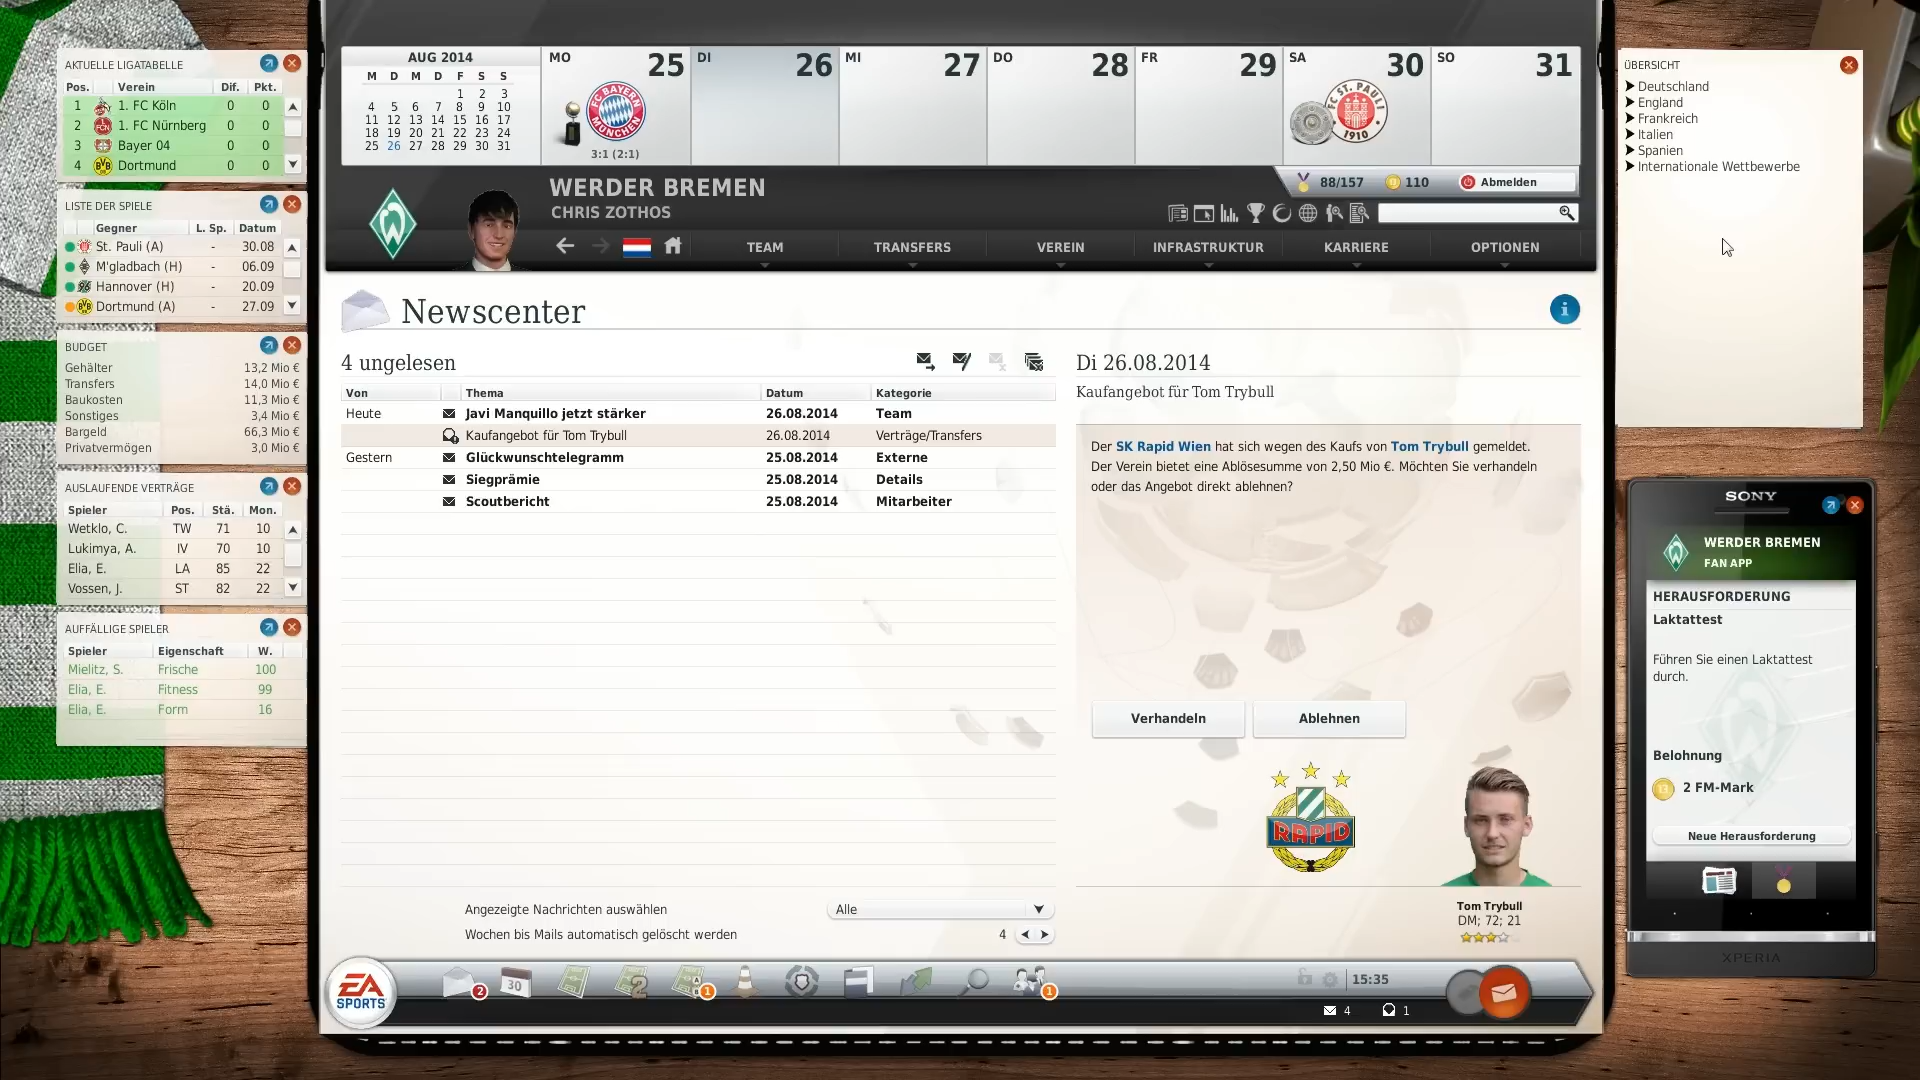 AKTUELLE LIGATABELLE
Pos. Verein Dif. Pkt.
1 1. FC Köln 0 0
2 1. FC Nürnberg 0 0
3 Bayer 04 0 0
4 Dortmund 0 0
LISTE DER SPIELE
Gegner L. Sp. Datum
St. Pauli (A) - 30.08
M'gladbach (H) - 06.09
Hannover (H) - 20.09
Dortmund (A) - 27.09
BUDGET
Gehälter 13,2 Mio €
Transfers 14,0 Mio €
Baukosten 11,3 Mio €
Sonstiges 3,4 Mio €
Bargeld 66,3 Mio €
Privatvermögen 3,0 Mio €
AUSLAUFENDE VERTRÄGE
Spieler Pos. Stä. Mon.
Wetklo, C. TW 71 10
Lukimya, A. IV 70 10
Elia, E. LA 85 22
Vossen, J. ST 82 22
AUFFÄLLIGE SPIELER
Spieler Eigenschaft W.
Mielitz, S. Frische 100
Elia, E. Fitness 99
Elia, E. Form 16
AUG 2014
M D M D F S S
1 2 3
4 5 6 7 8 9 10
11 12 13 14 15 16 17
18 19 20 21 22 23 24
25 26 27 28 29 30 31
MO 25
FC BAYERN MÜNCHEN
3:1 (2:1)
DI 26
MI 27
DO 28
FR 29
SA 30
FC ST. PAULI
1910
SO 31
WERDER BREMEN
CHRIS ZOTHOS
88/157 110 Abmelden
TEAM TRANSFERS VEREIN INFRASTRUKTUR KARRIERE OPTIONEN
Newscenter
i
4 ungelesen
Von Thema Datum Kategorie
Heute Javi Manquillo jetzt stärker 26.08.2014 Team
Kaufangebot für Tom Trybull 26.08.2014 Verträge/Transfers
Gestern Glückwunschtelegramm 25.08.2014 Externe
Siegprämie 25.08.2014 Details
Scoutbericht 25.08.2014 Mitarbeiter
Angezeigte Nachrichten auswählen Alle
Wochen bis Mails automatisch gelöscht werden 4
Di 26.08.2014
Kaufangebot für Tom Trybull
Der SK Rapid Wien hat sich wegen des Kaufs von Tom Trybull gemeldet.
Der Verein bietet eine Ablösesumme von 2,50 Mio €. Möchten Sie verhandeln
oder das Angebot direkt ablehnen?
Verhandeln Ablehnen
RAPID
Tom Trybull
DM; 72; 21
EA SPORTS
2 30 2 1 1
15:35
4 1
ÜBERSICHT
Deutschland
England
Frankreich
Italien
Spanien
Internationale Wettbewerbe
SONY
WERDER BREMEN
FAN APP
HERAUSFORDERUNG
Laktattest
Führen Sie einen Laktattest
durch.
Belohnung
13 2 FM-Mark
Neue Herausforderung
XPERIA